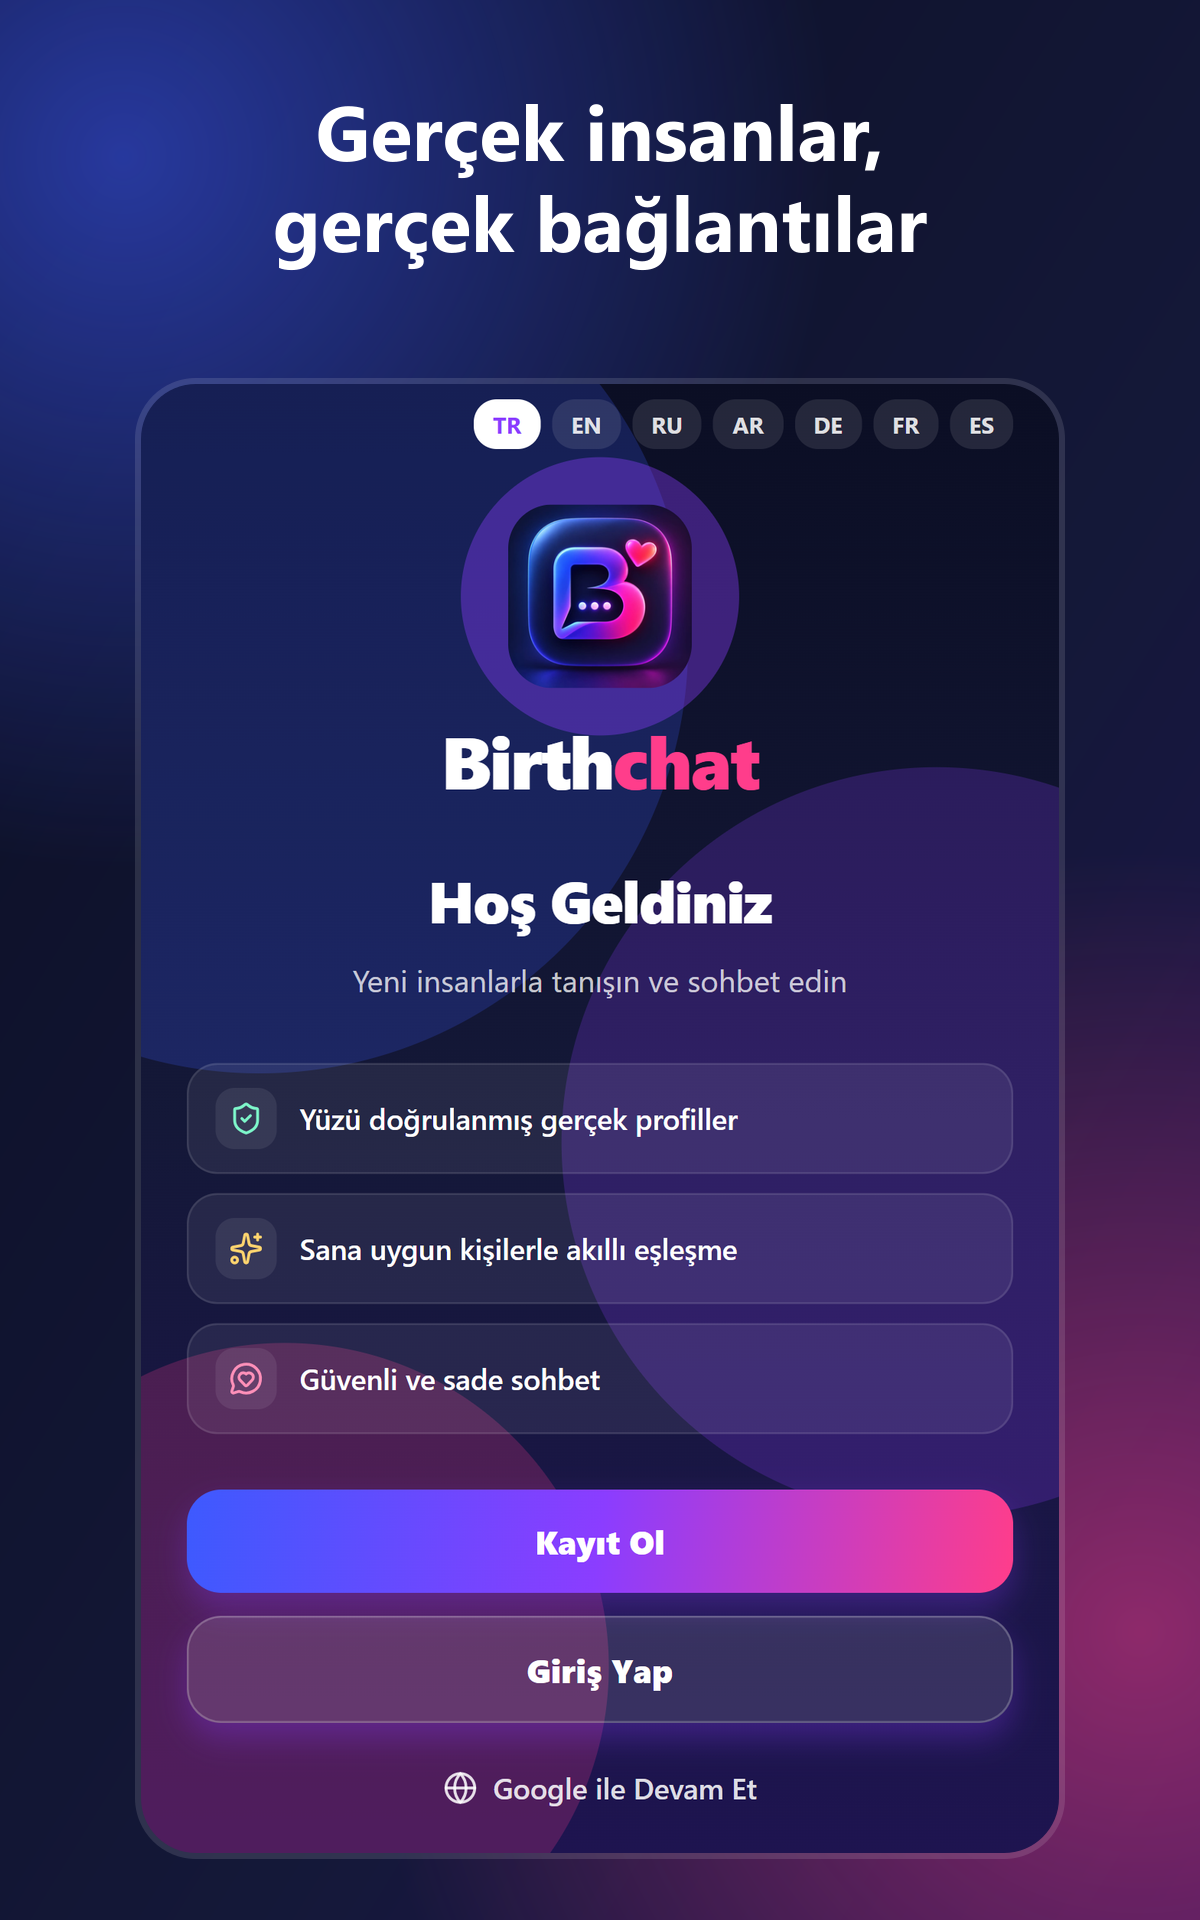 Gerçek insanlar,
gerçek bağlantılar
TR EN RU AR DE FR ES
Birthchat
Hoş Geldiniz
Yeni insanlarla tanışın ve sohbet edin
Yüzü doğrulanmış gerçek profiller
Sana uygun kişilerle akıllı eşleşme
Güvenli ve sade sohbet
Kayıt Ol
Giriş Yap
Google ile Devam Et